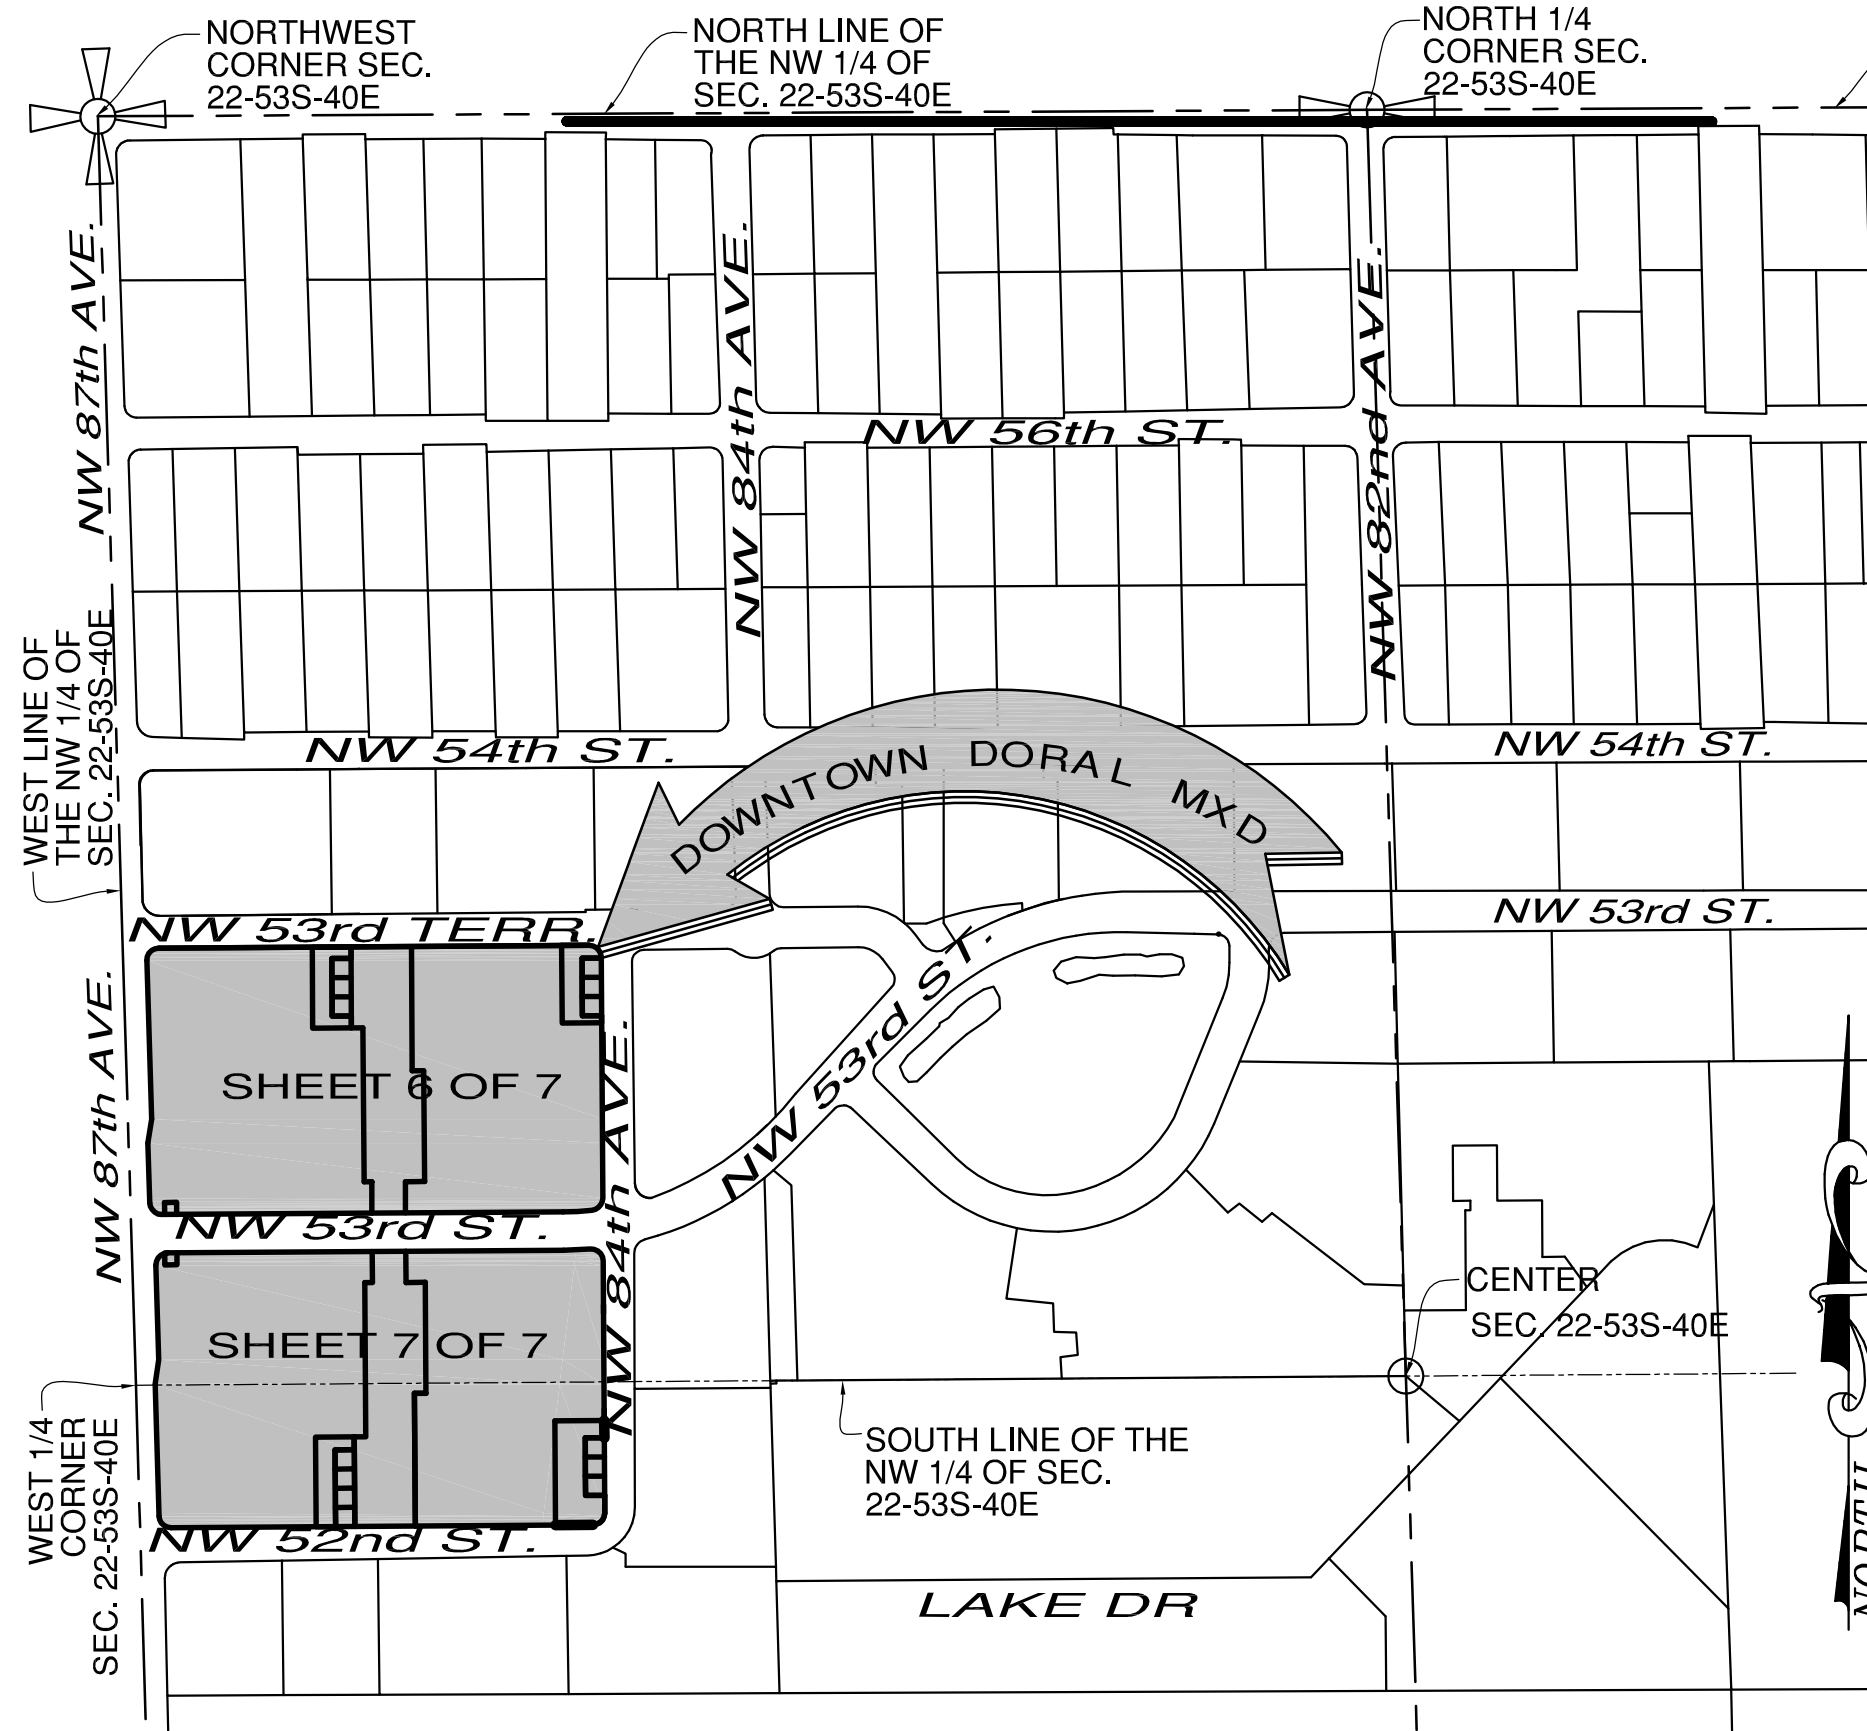 NORTHWEST
CORNER SEC.
22-53S-40E
NORTH LINE OF
THE NW 1/4 OF
SEC. 22-53S-40E
NORTH 1/4
CORNER SEC.
22-53S-40E
NW 87th AVE.
NW 84th AVE.
NW 82nd AVE.
NW 56th ST.
WEST LINE OF
THE NW 1/4 OF
SEC. 22-53S-40E
NW 54th ST.
NW 54th ST.
DOWNTOWN DORAL MXD
NW 53rd TERR.
NW 53rd ST.
NW 87th AVE.
SHEET 6 OF 7
NW 84th AVE.
NW 53rd ST.
NW 53rd ST.
SHEET 7 OF 7
NW 84th AVE.
CENTER
SEC. 22-53S-40E
WEST 1/4
CORNER
SEC. 22-53S-40E
SOUTH LINE OF THE
NW 1/4 OF SEC.
22-53S-40E
NW 52nd ST.
LAKE DR
NORTH